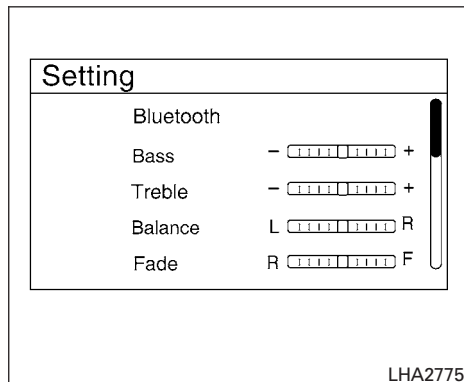 Setting
Bluetooth
Bass - +
Treble - +
Balance L R
Fade R F
LHA2775